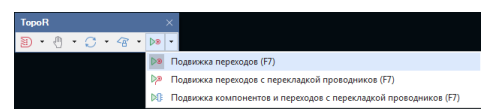 TopoR
Подвижка переходов (F7)
Подвижка переходов с перекладкой проводников (F7)
Подвижка компонентов и переходов с перекладкой проводников (F7)